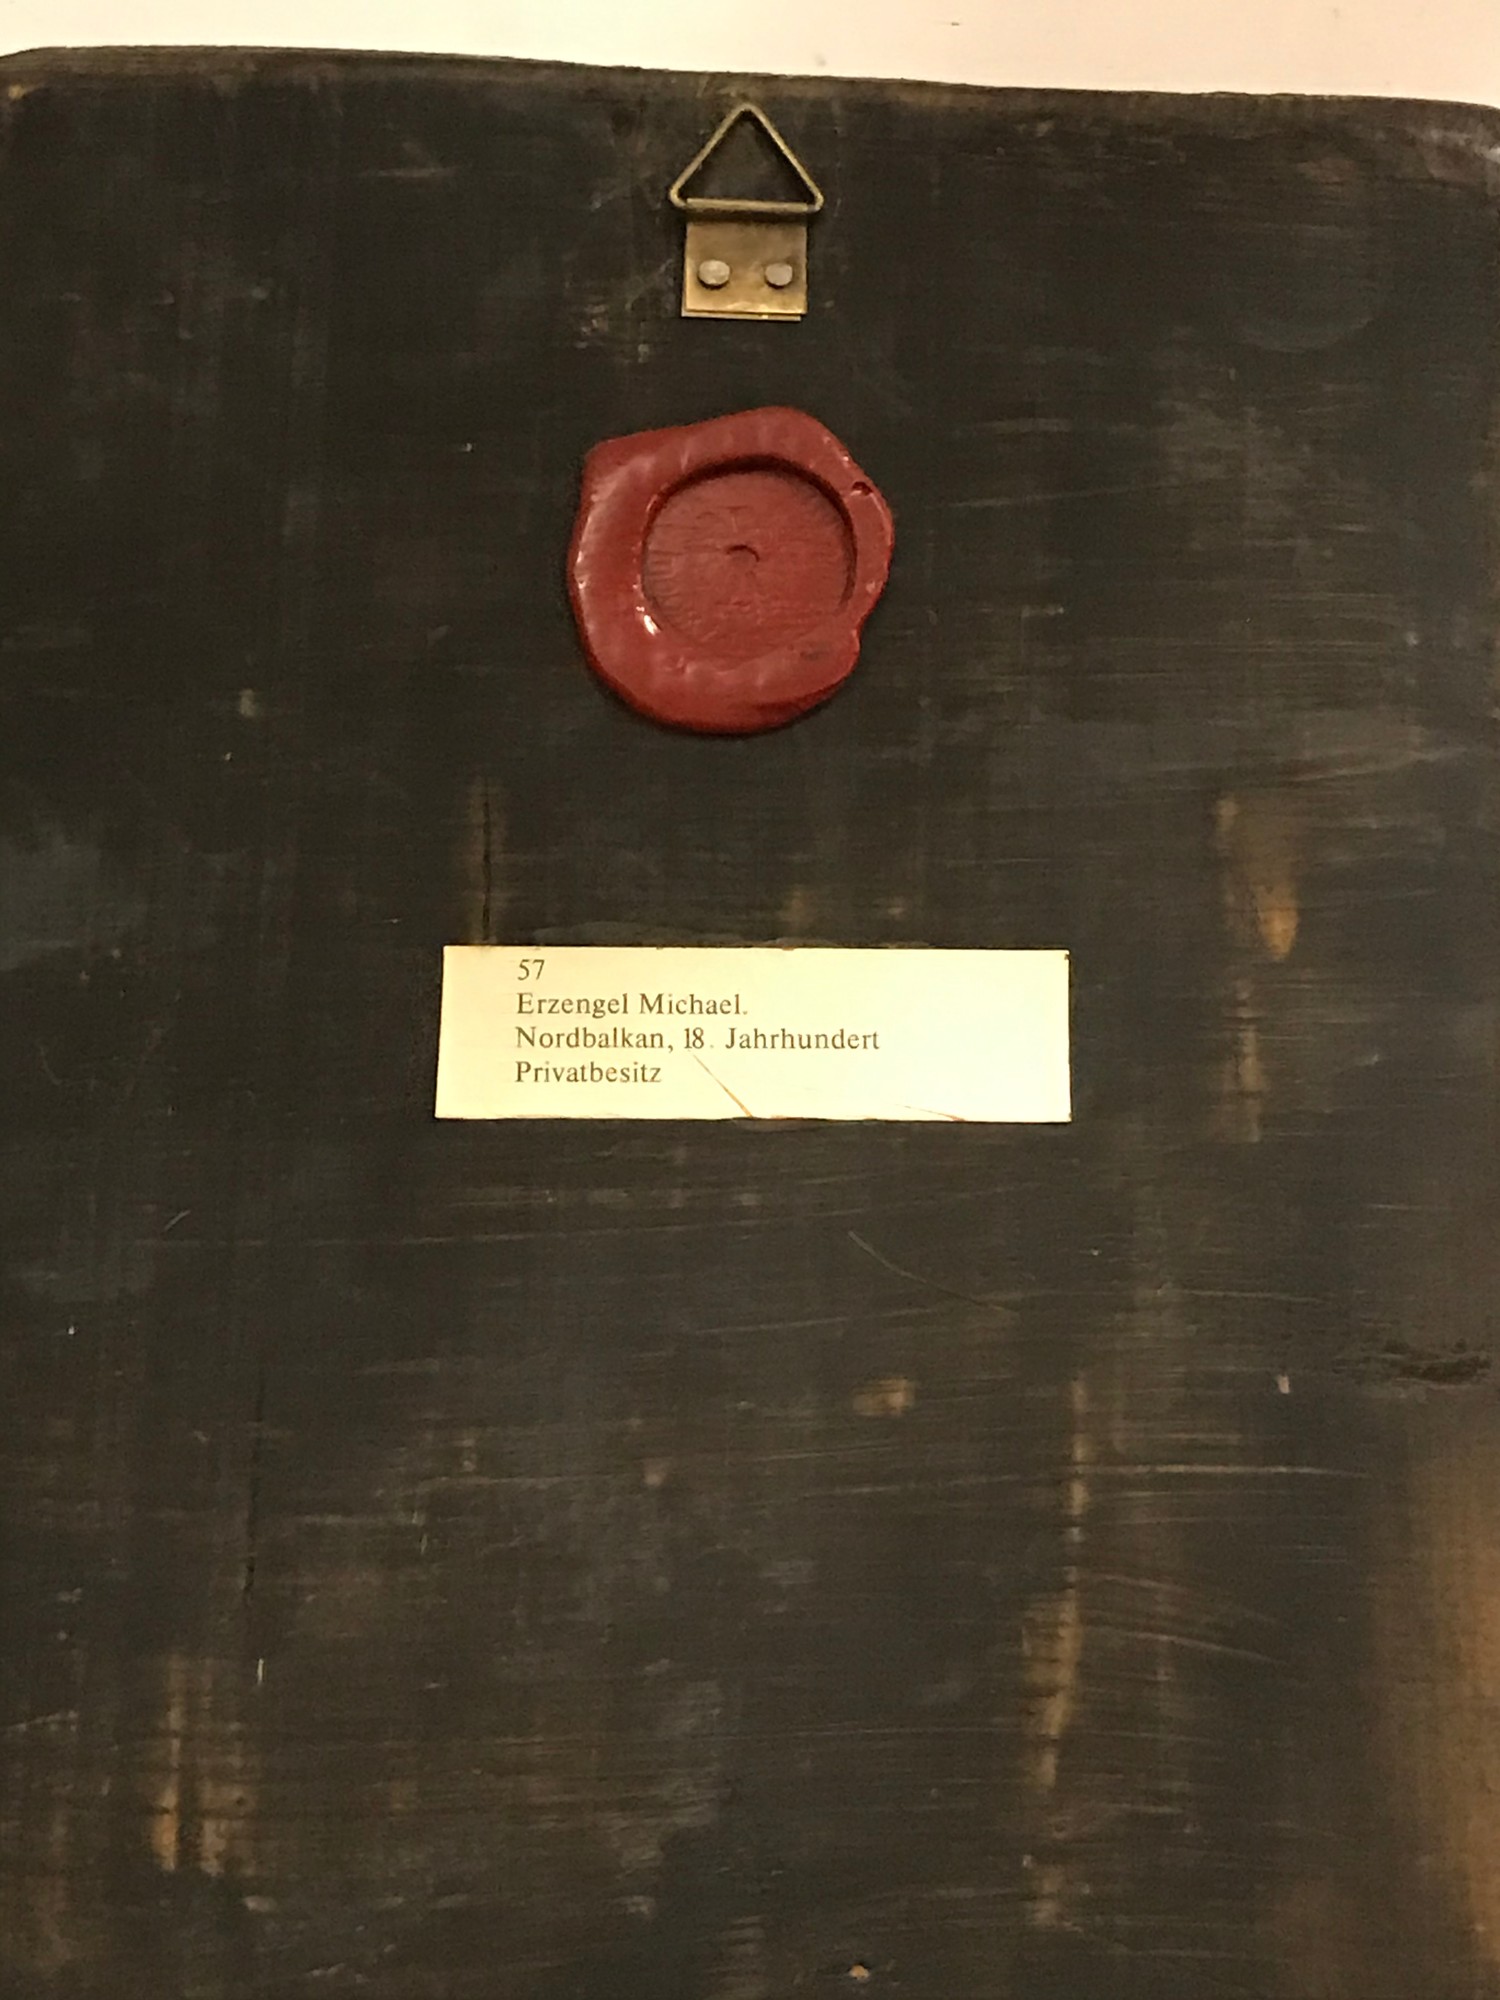 57
Erzengel Michael.
Nordbalkan, 18. Jahrhundert
Privatbesitz